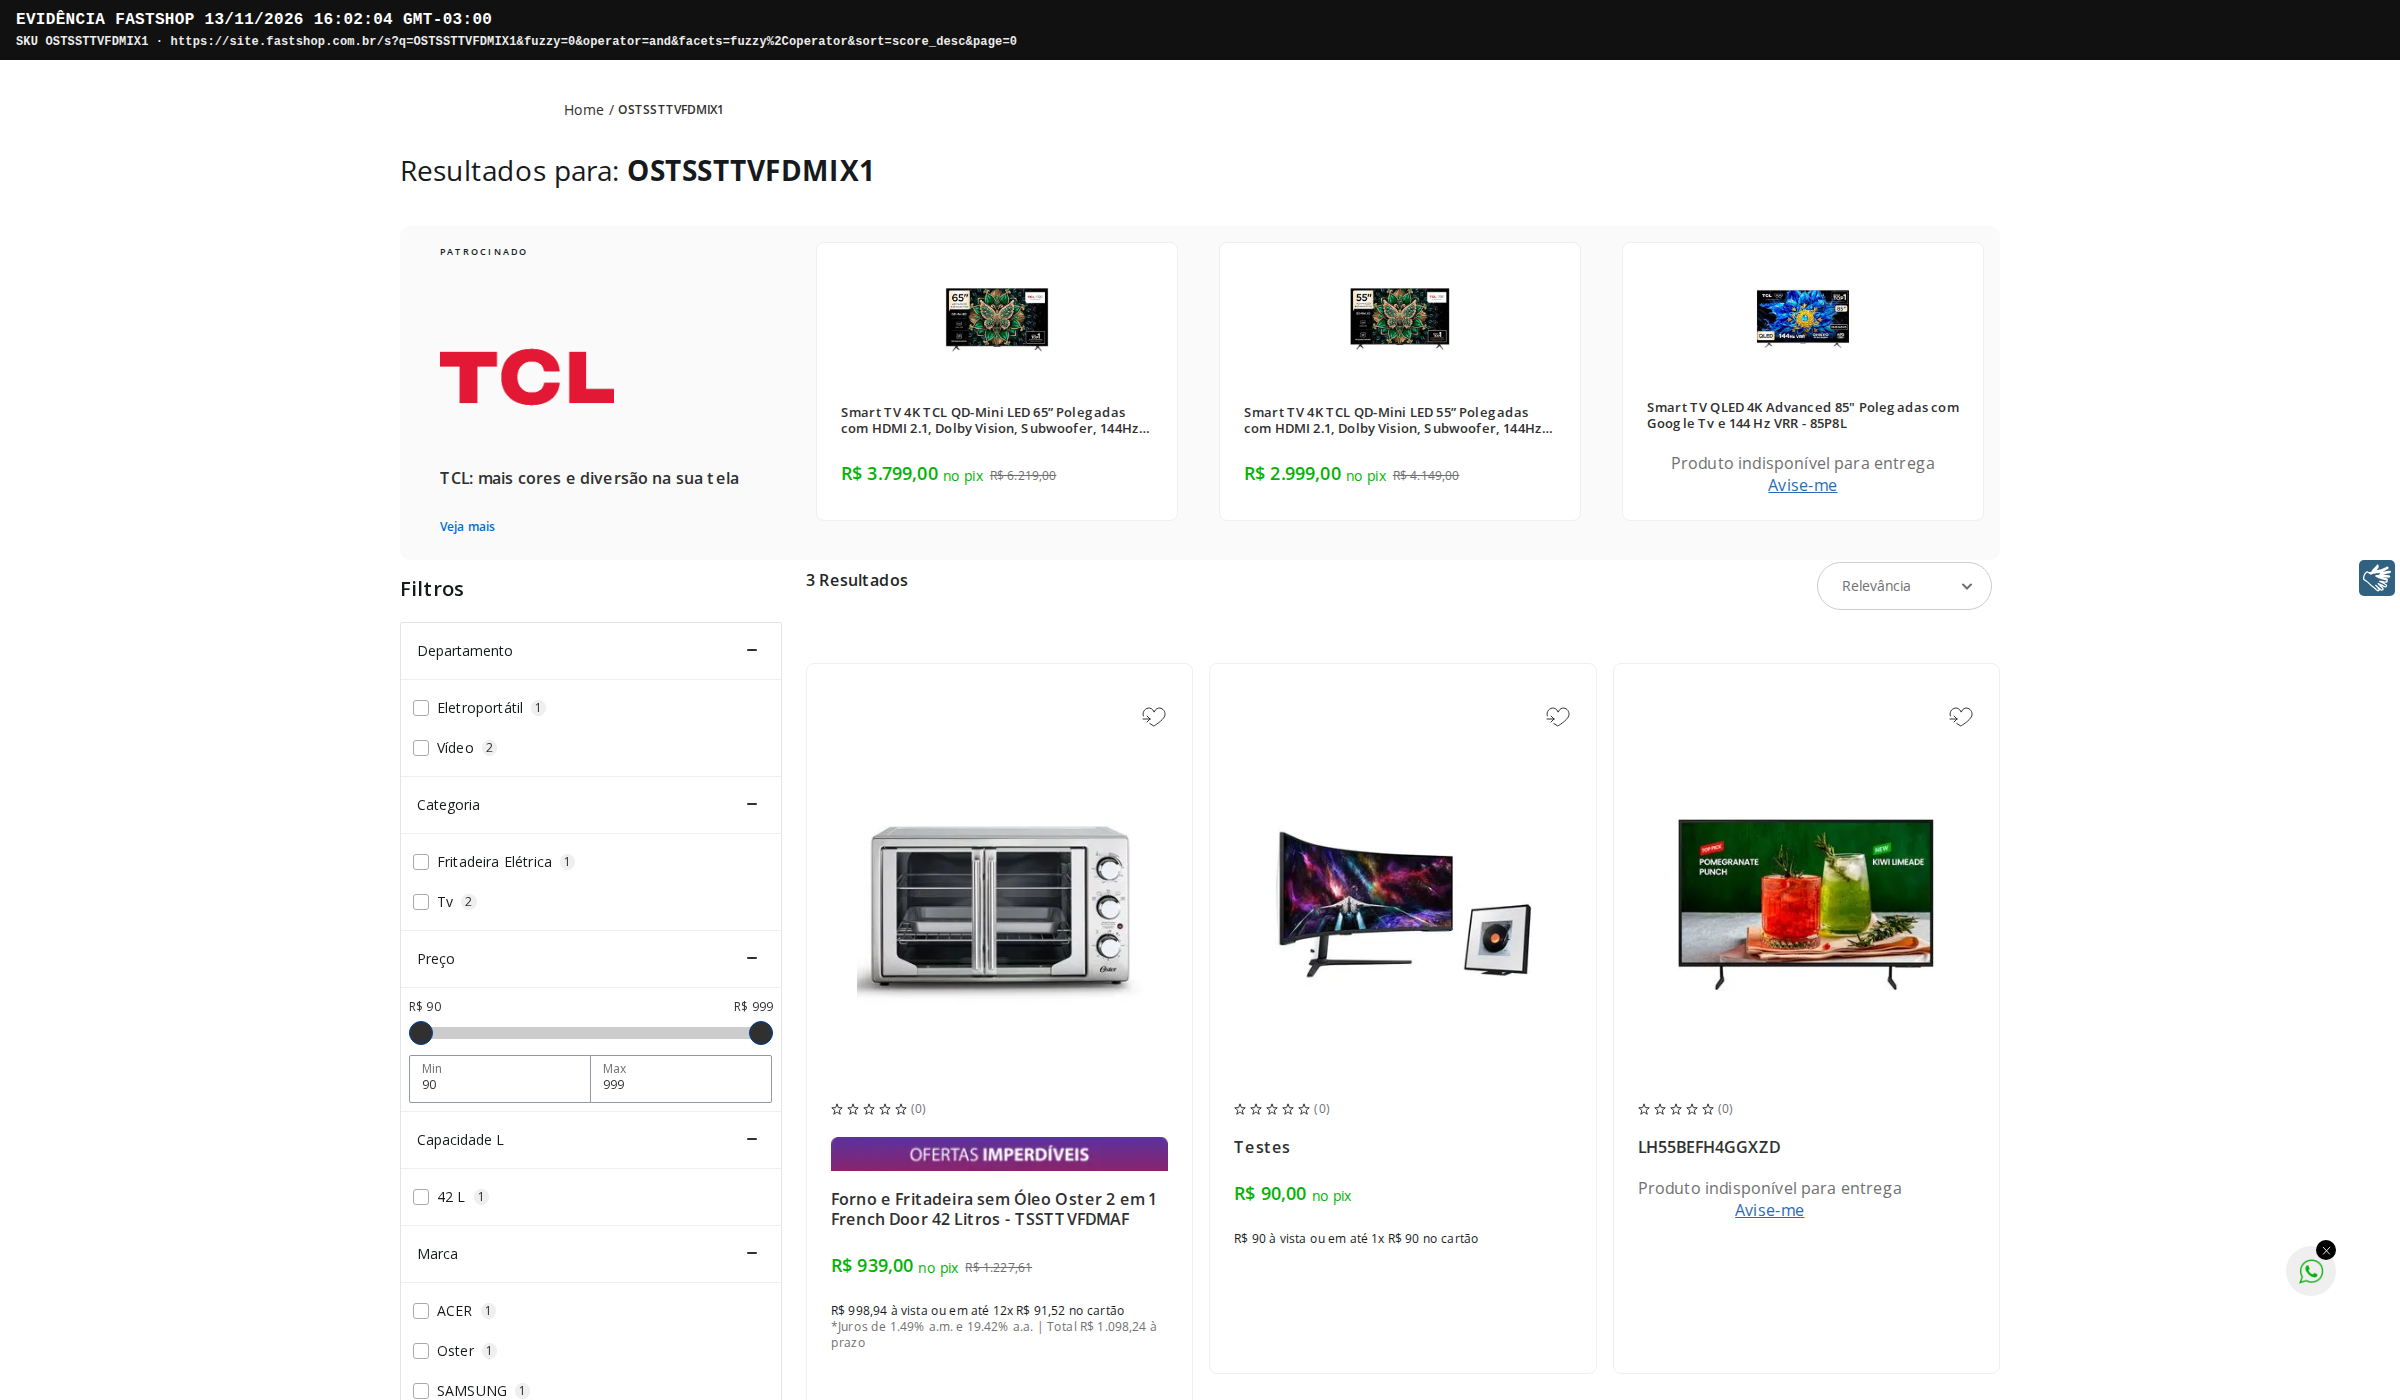 EVIDÊNCIA FASTSHOP 13/11/2026 16:02:04 GMT-03:00
SKU OSTSSTTVFDMIX1 · https://site.fastshop.com.br/s?q=OSTSSTTVFDMIX1&fuzzy=0&operator=and&facets=fuzzy%2Coperator&sort=score_desc&page=0
Home / OSTSSTTVFDMIX1
Resultados para: OSTSSTTVFDMIX1
PATROCINADO
TCL
TCL: mais cores e diversão na sua tela
Veja mais
65”
Smart TV 4K TCL QD-Mini LED 65” Polegadas
com HDMI 2.1, Dolby Vision, Subwoofer, 144Hz...
R$ 3.799,00 no pix R$ 6.219,00
55”
Smart TV 4K TCL QD-Mini LED 55” Polegadas
com HDMI 2.1, Dolby Vision, Subwoofer, 144Hz...
R$ 2.999,00 no pix R$ 4.149,00
Smart TV QLED 4K Advanced 85" Polegadas com
Google Tv e 144 Hz VRR - 85P8L
Produto indisponível para entrega
Avise-me
Filtros
3 Resultados
Relevância
Departamento
Eletroportátil 1
Vídeo 2
Categoria
Fritadeira Elétrica 1
Tv 2
Preço
R$ 90 R$ 999
Min
90
Max
999
Capacidade L
42 L 1
Marca
ACER 1
Oster 1
SAMSUNG 1
Oster
(0)
OFERTAS IMPERDÍVEIS
Forno e Fritadeira sem Óleo Oster 2 em 1
French Door 42 Litros - TSSTTVFDMAF
R$ 939,00 no pix R$ 1.227,61
R$ 998,94 à vista ou em até 12x R$ 91,52 no cartão
*Juros de 1.49% a.m. e 19.42% a.a. | Total R$ 1.098,24 à
prazo
(0)
Testes
R$ 90,00 no pix
R$ 90 à vista ou em até 1x R$ 90 no cartão
TOP PICK
POMEGRANATE
PUNCH
NEW
KIWI LIMEADE
(0)
LH55BEFH4GGXZD
Produto indisponível para entrega
Avise-me